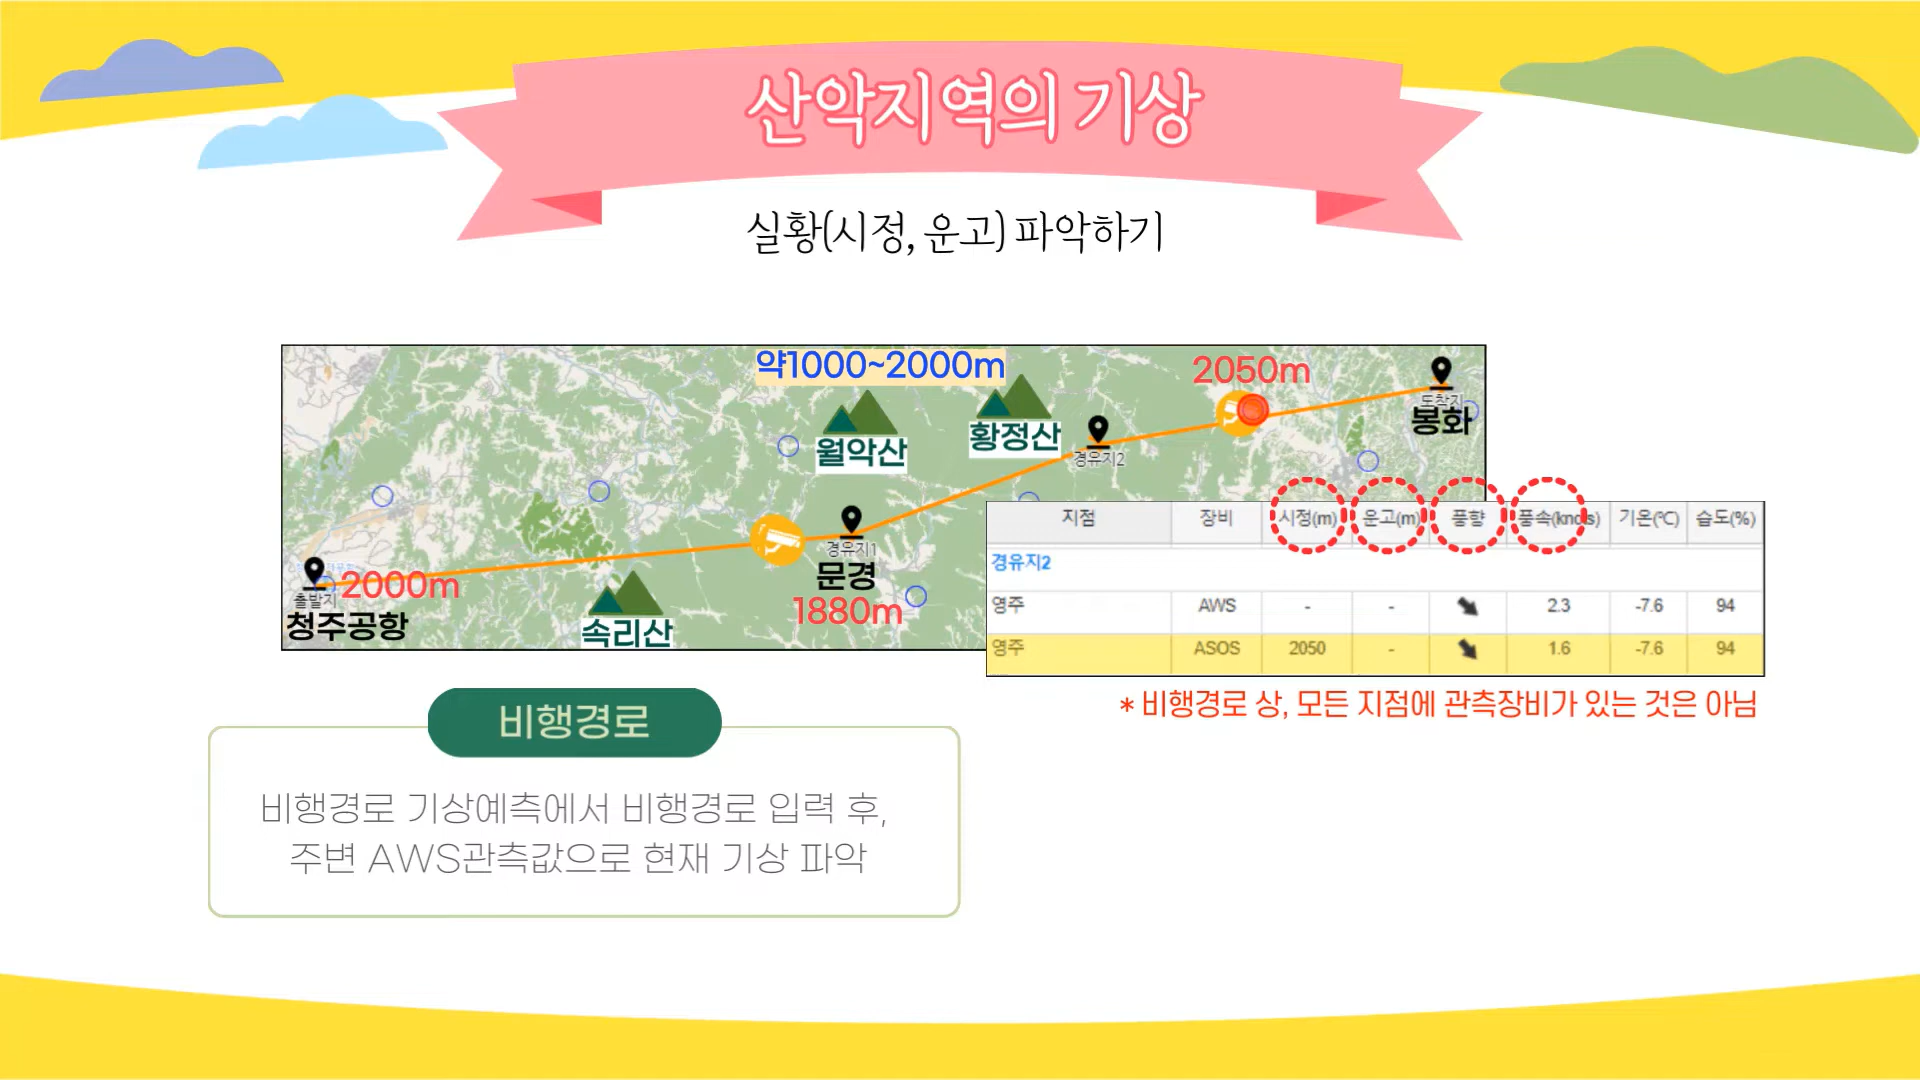 산악지역의 기상
실황(시정, 운고) 파악하기
약1000~2000m
2050m
도착지
봉화
황정산
월악산
경유지2
경유지1
문경
1880m
출발지
2000m
청주공항
속리산
지점 장비 시정(m) 운고(m) 풍향 풍속(knots) 기온(℃) 습도(%)
경유지2
영주 AWS - - 2.3 -7.6 94
영주 ASOS 2050 - 1.6 -7.6 94
* 비행경로 상, 모든 지점에 관측장비가 있는 것은 아님
비행경로
비행경로 기상예측에서 비행경로 입력 후,
주변 AWS관측값으로 현재 기상 파악